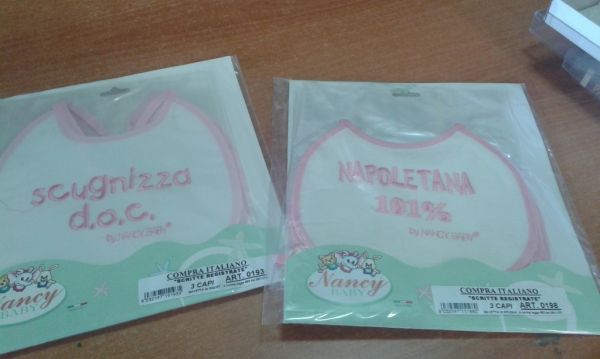 scugnizza
d.o.c.
by NANCY BABY®
COMPRA ITALIANO
"SCRITTE REGISTRATE"
3 CAPI ART. 0193
Nancy
BABY
NAPOLETANA
101%
by NANCY BABY®
COMPRA ITALIANO
"SCRITTE REGISTRATE"
3 CAPI ART. 0198
Nancy
BABY